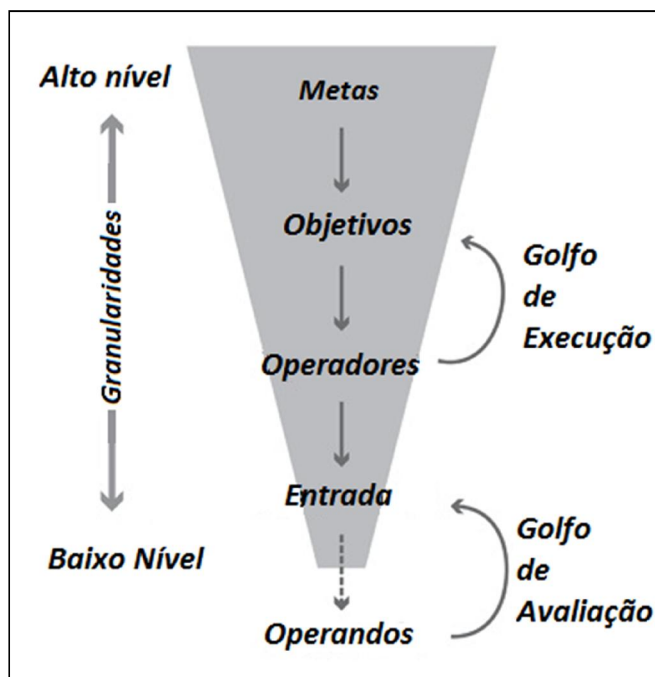 Alto nível
Metas
Granularidades
Objetivos
Golfo
de
Execução
Operadores
Entrada
Baixo Nível
Golfo
de
Avaliação
Operandos